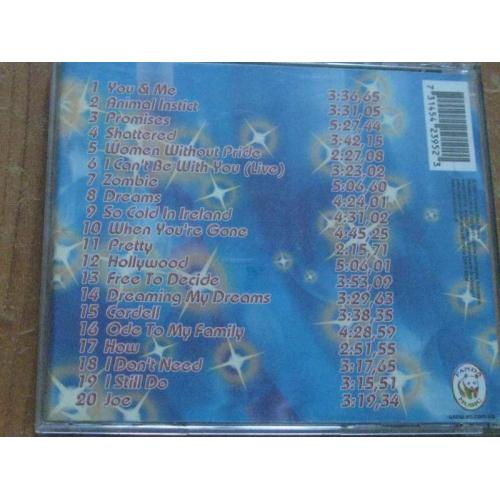 1 You & Me 3:36,65
2 Animal Instict 3:31,05
3 Promises 5:27,44
4 Shattered 3:42,15
5 Women Without Pride 2:27,08
6 I Can't Be With You (Live) 3:23,02
7 Zombie 5:06,60
8 Dreams 4:24,01
9 So Cold In Ireland 4:31,02
10 When You're Gone 4:45,25
11 Pretty 2:15,71
12 Hollywood 5:06,01
13 Free To Decide 3:53,09
14 Dreaming My Dreams 3:29,63
15 Cordell 3:38,35
16 Ode To My Family 4:28,59
17 How 2:51,55
18 I Don't Need 3:17,65
19 I Still Do 3:15,51
20 Joe 3:19,34
7 31454 23952 3
PANDA
MUSIC